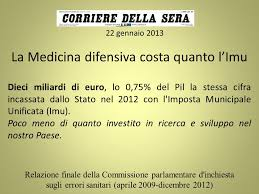 CORRIERE DELLA SERA
22 gennaio 2013
La Medicina difensiva costa quanto l'Imu
Dieci miliardi di euro, lo 0,75% del Pil la stessa cifra
incassata dallo Stato nel 2012 con l'Imposta Municipale
Unificata (Imu).
Poco meno di quanto investito in ricerca e sviluppo nel
nostro Paese.
Relazione finale della Commissione parlamentare d'inchiesta
sugli errori sanitari (aprile 2009-dicembre 2012)